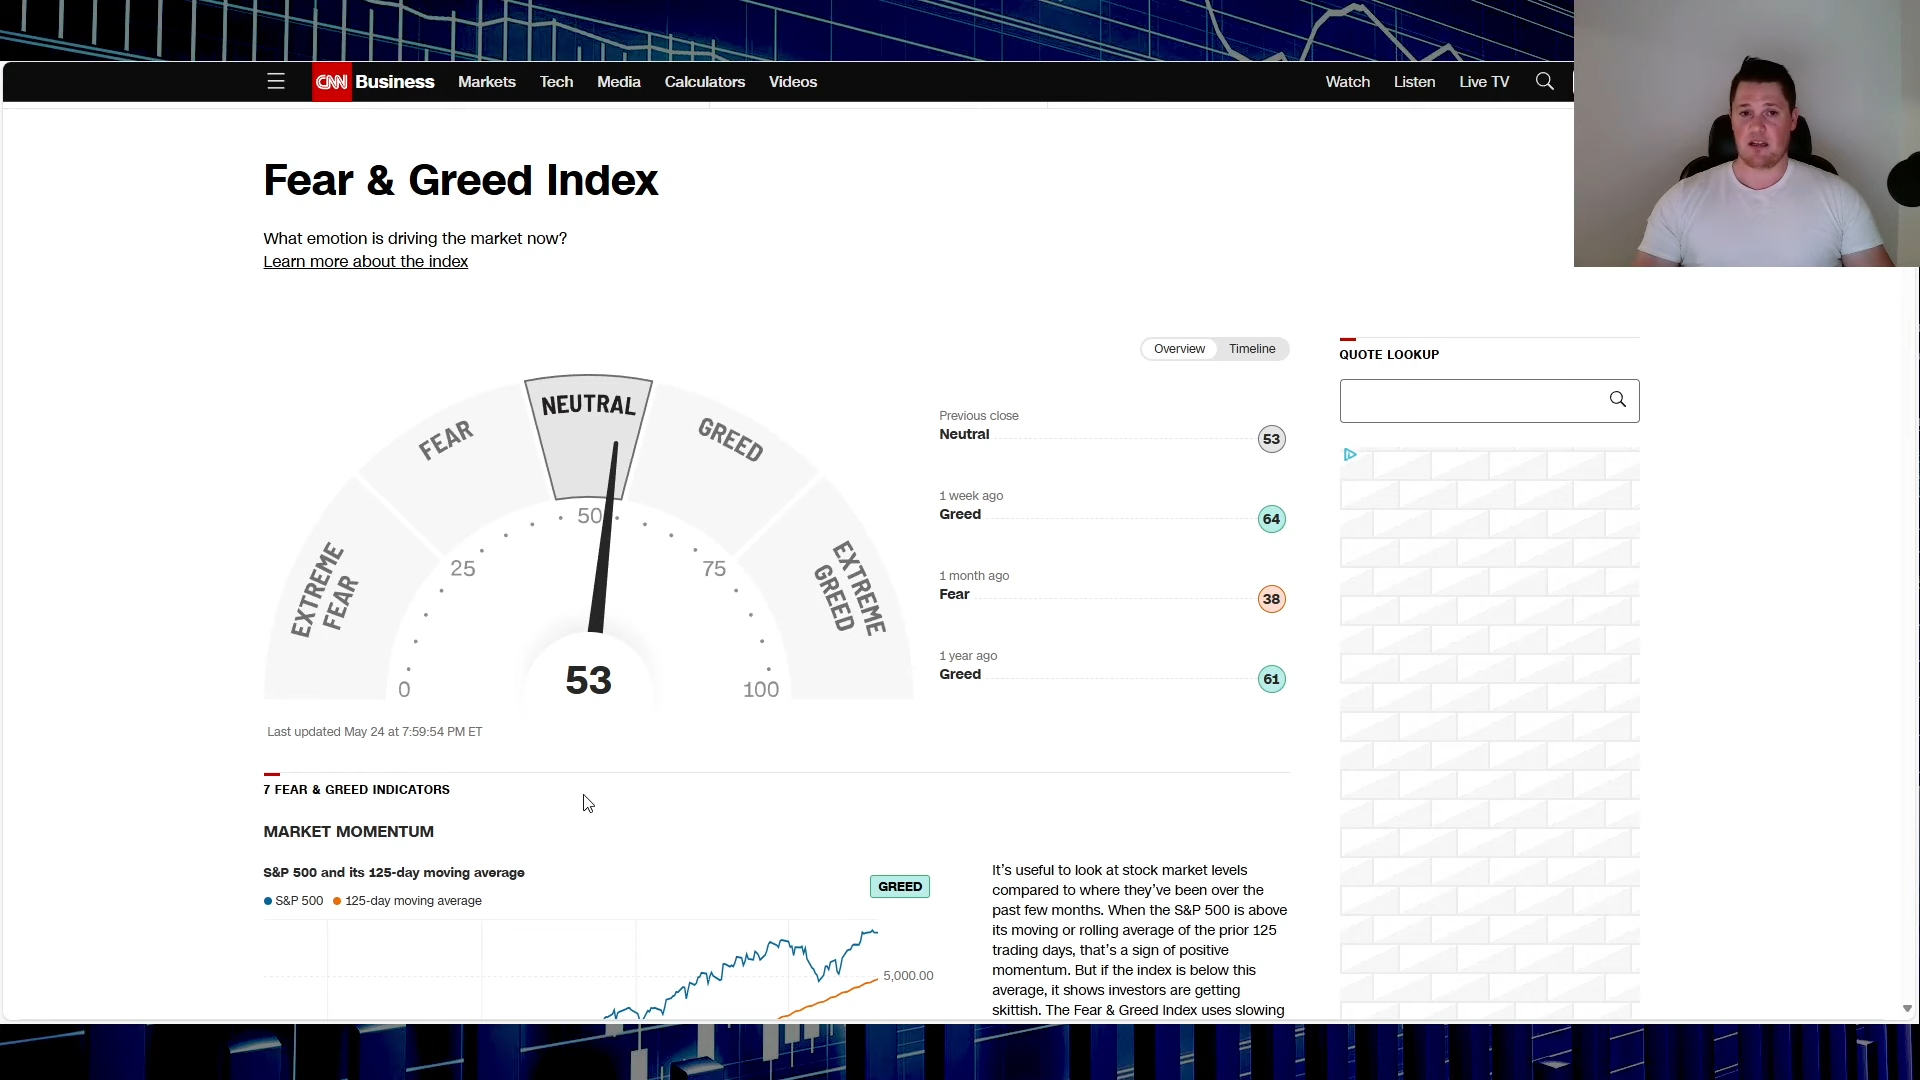 CNN Business Markets Tech Media Calculators Videos Watch Listen Live TV
Fear & Greed Index
What emotion is driving the market now?
Learn more about the index
Overview Timeline
EXTREME FEAR
FEAR
NEUTRAL
GREED
EXTREME GREED
0
25
50
75
100
53
Last updated May 24 at 7:59:54 PM ET
Previous close
Neutral 53
1 week ago
Greed 64
1 month ago
Fear 38
1 year ago
Greed 61
QUOTE LOOKUP
7 FEAR & GREED INDICATORS
MARKET MOMENTUM
S&P 500 and its 125-day moving average
GREED
S&P 500 125-day moving average
5,000.00
It's useful to look at stock market levels
compared to where they've been over the
past few months. When the S&P 500 is above
its moving or rolling average of the prior 125
trading days, that's a sign of positive
momentum. But if the index is below this
average, it shows investors are getting
skittish. The Fear & Greed Index uses slowing